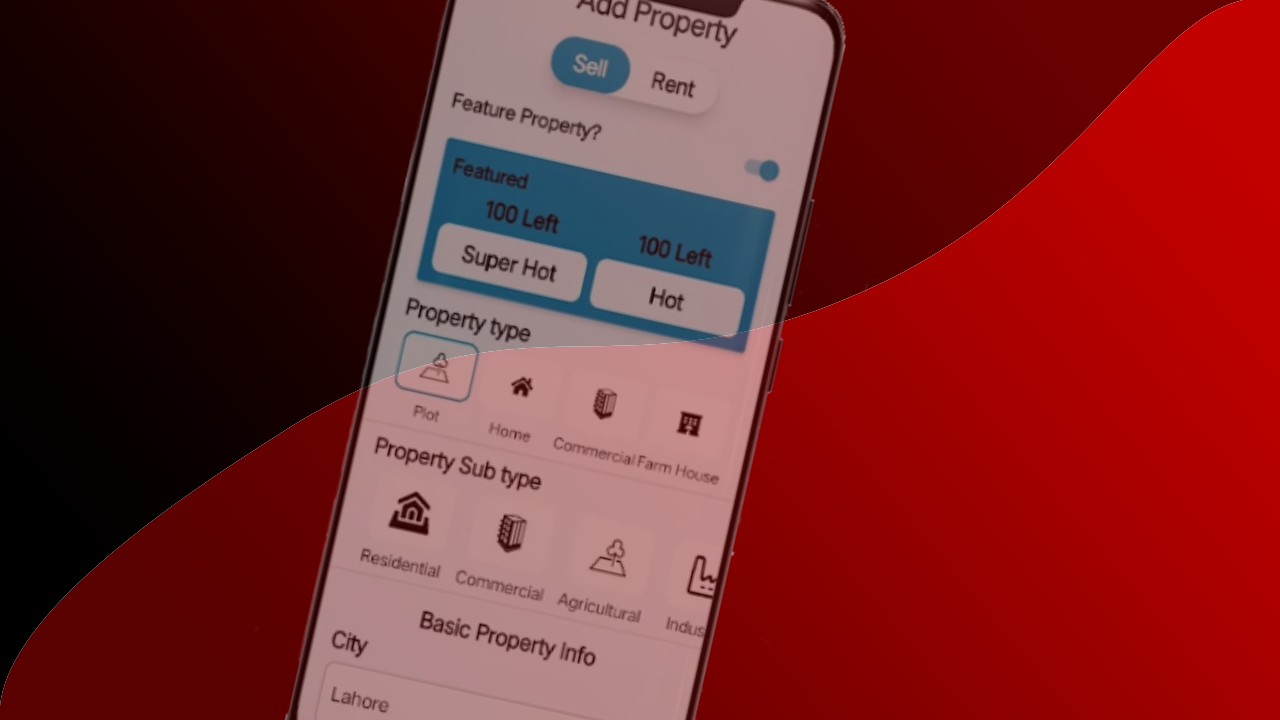 Add Property
Sell Rent
Feature Property?
Featured
100 Left 100 Left
Super Hot Hot
Property type
Plot Home Commercial Farm House
Property Sub type
Residential Commercial Agricultural Indus
Basic Property Info
City
Lahore